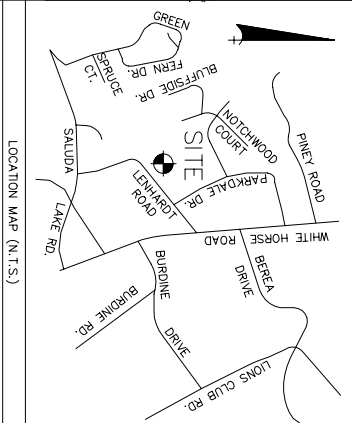 GREEN
FERN DR.
SPRUCE
CT.
BLUFFSIDE DR.
NOTCHWOOD
COURT
PINEY ROAD
SITE
SALUDA
LENHARDT
ROAD
PARKDALE DR.
LAKE RD.
WHITE HORSE ROAD
BURDINE
DRIVE
BEREA
DRIVE
BURDINE RD.
LIONS CLUB RD.
LOCATION MAP (N.T.S.)